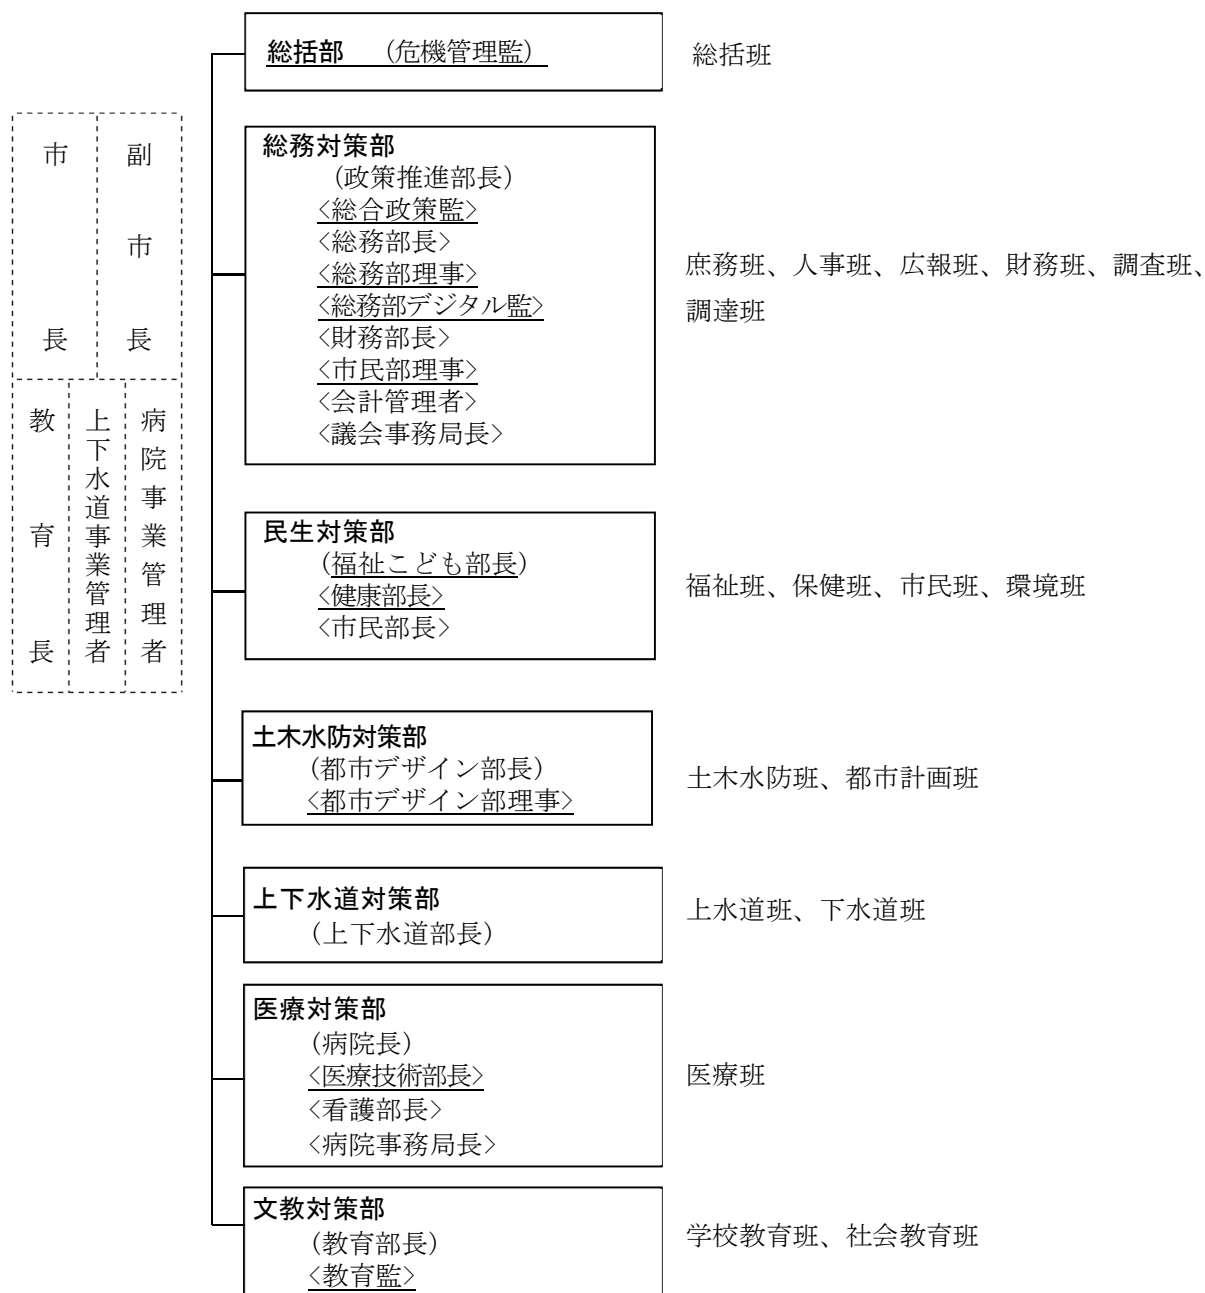 総括部 （危機管理監）
総括班
市長
副市長
教育長
上下水道事業管理者
病院事業管理者
総務対策部
（政策推進部長）
<総合政策監>
<総務部長>
<総務部理事>
<総務部デジタル監>
<財務部長>
<市民部理事>
<会計管理者>
<議会事務局長>
庶務班、人事班、広報班、財務班、調査班、
調達班
民生対策部
（福祉こども部長）
<健康部長>
<市民部長>
福祉班、保健班、市民班、環境班
土木水防対策部
（都市デザイン部長）
<都市デザイン部理事>
土木水防班、都市計画班
上下水道対策部
（上下水道部長）
上水道班、下水道班
医療対策部
（病院長）
<医療技術部長>
<看護部長>
<病院事務局長>
医療班
文教対策部
（教育部長）
<教育監>
学校教育班、社会教育班